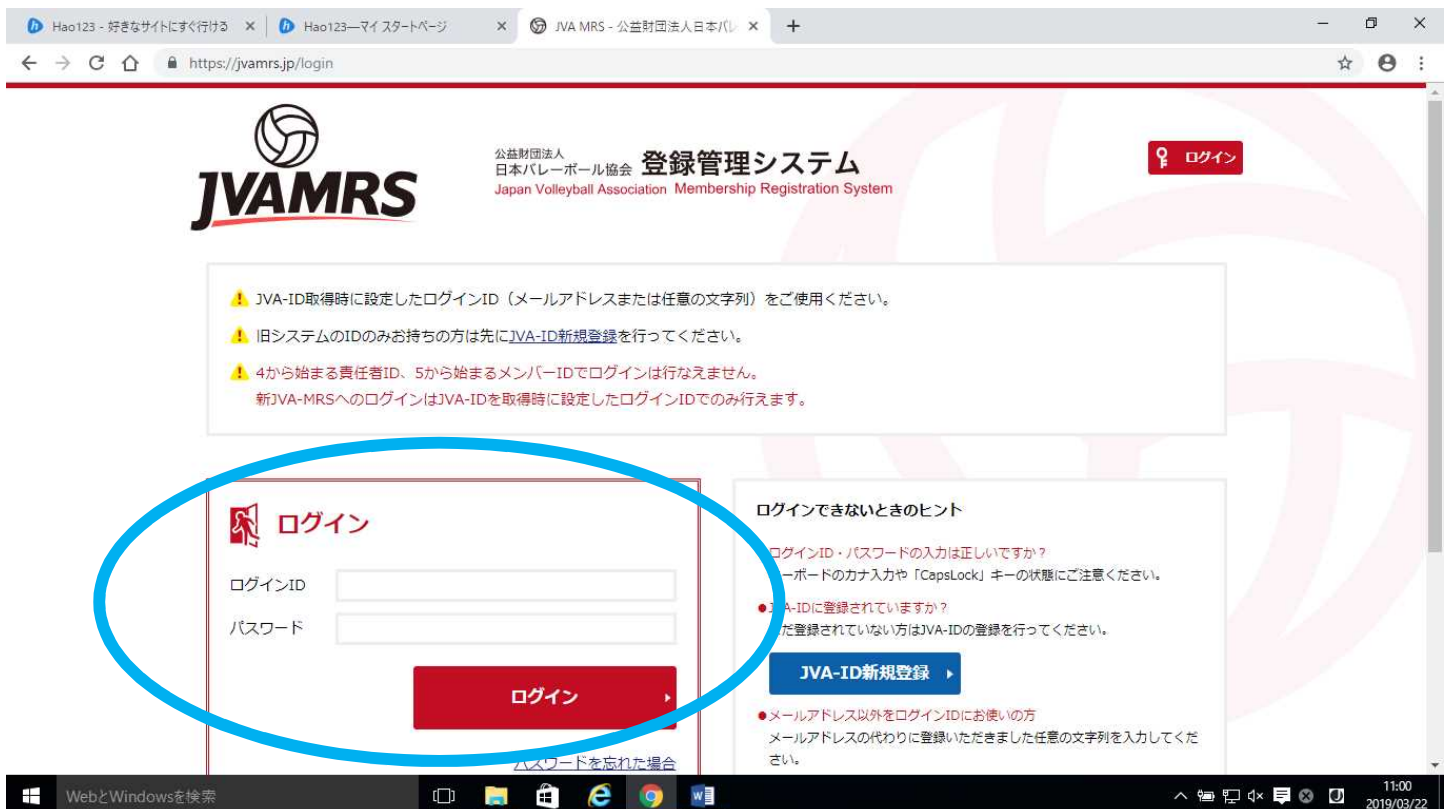 Hao123 - 好きなサイトにすぐ行ける
Hao123―マイ スタートページ
JVA MRS - 公益財団法人日本バレ
https://jvamrs.jp/login
JVAMRS
公益財団法人
日本バレーボール協会 登録管理システム
Japan Volleyball Association Membership Registration System
ログイン
JVA-ID取得時に設定したログインID（メールアドレスまたは任意の文字列）をご使用ください。
旧システムのIDのみお持ちの方は先にJVA-ID新規登録を行ってください。
4から始まる責任者ID、5から始まるメンバーIDでログインは行なえません。
新JVA-MRSへのログインはJVA-IDを取得時に設定したログインIDでのみ行えます。
ログイン
ログインID
パスワード
ログイン
パスワードを忘れた場合
ログインできないときのヒント
ログインID・パスワードの入力は正しいですか？
ーボードのカナ入力や「CapsLock」キーの状態にご注意ください。
●JVA-IDに登録されていますか？
だ登録されていない方はJVA-IDの登録を行ってください。
JVA-ID新規登録
●メールアドレス以外をログインIDにお使いの方
メールアドレスの代わりに登録いただきました任意の文字列を入力してくだ
さい。
WebとWindowsを検索
11:00
2019/03/22